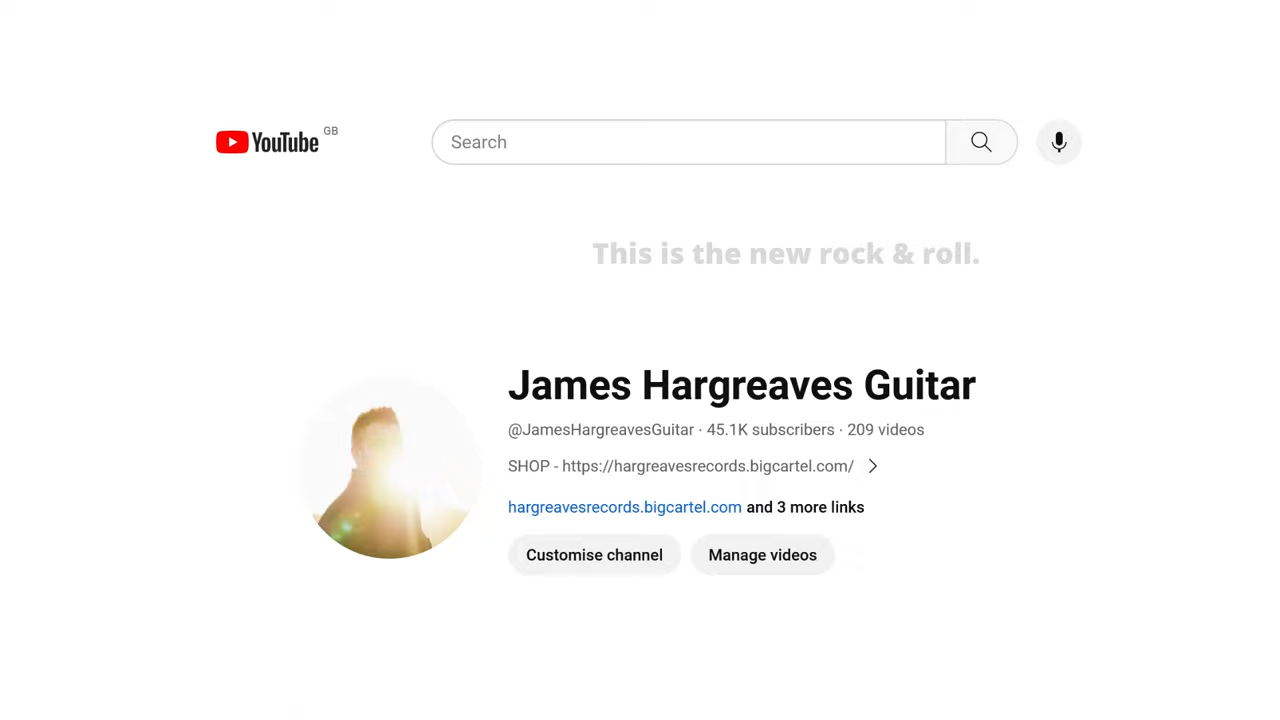 YouTube GB
Search
This is the new rock & roll.
James Hargreaves Guitar
@JamesHargreavesGuitar · 45.1K subscribers · 209 videos
SHOP - https://hargreavesrecords.bigcartel.com/
hargreavesrecords.bigcartel.com and 3 more links
Customise channel
Manage videos